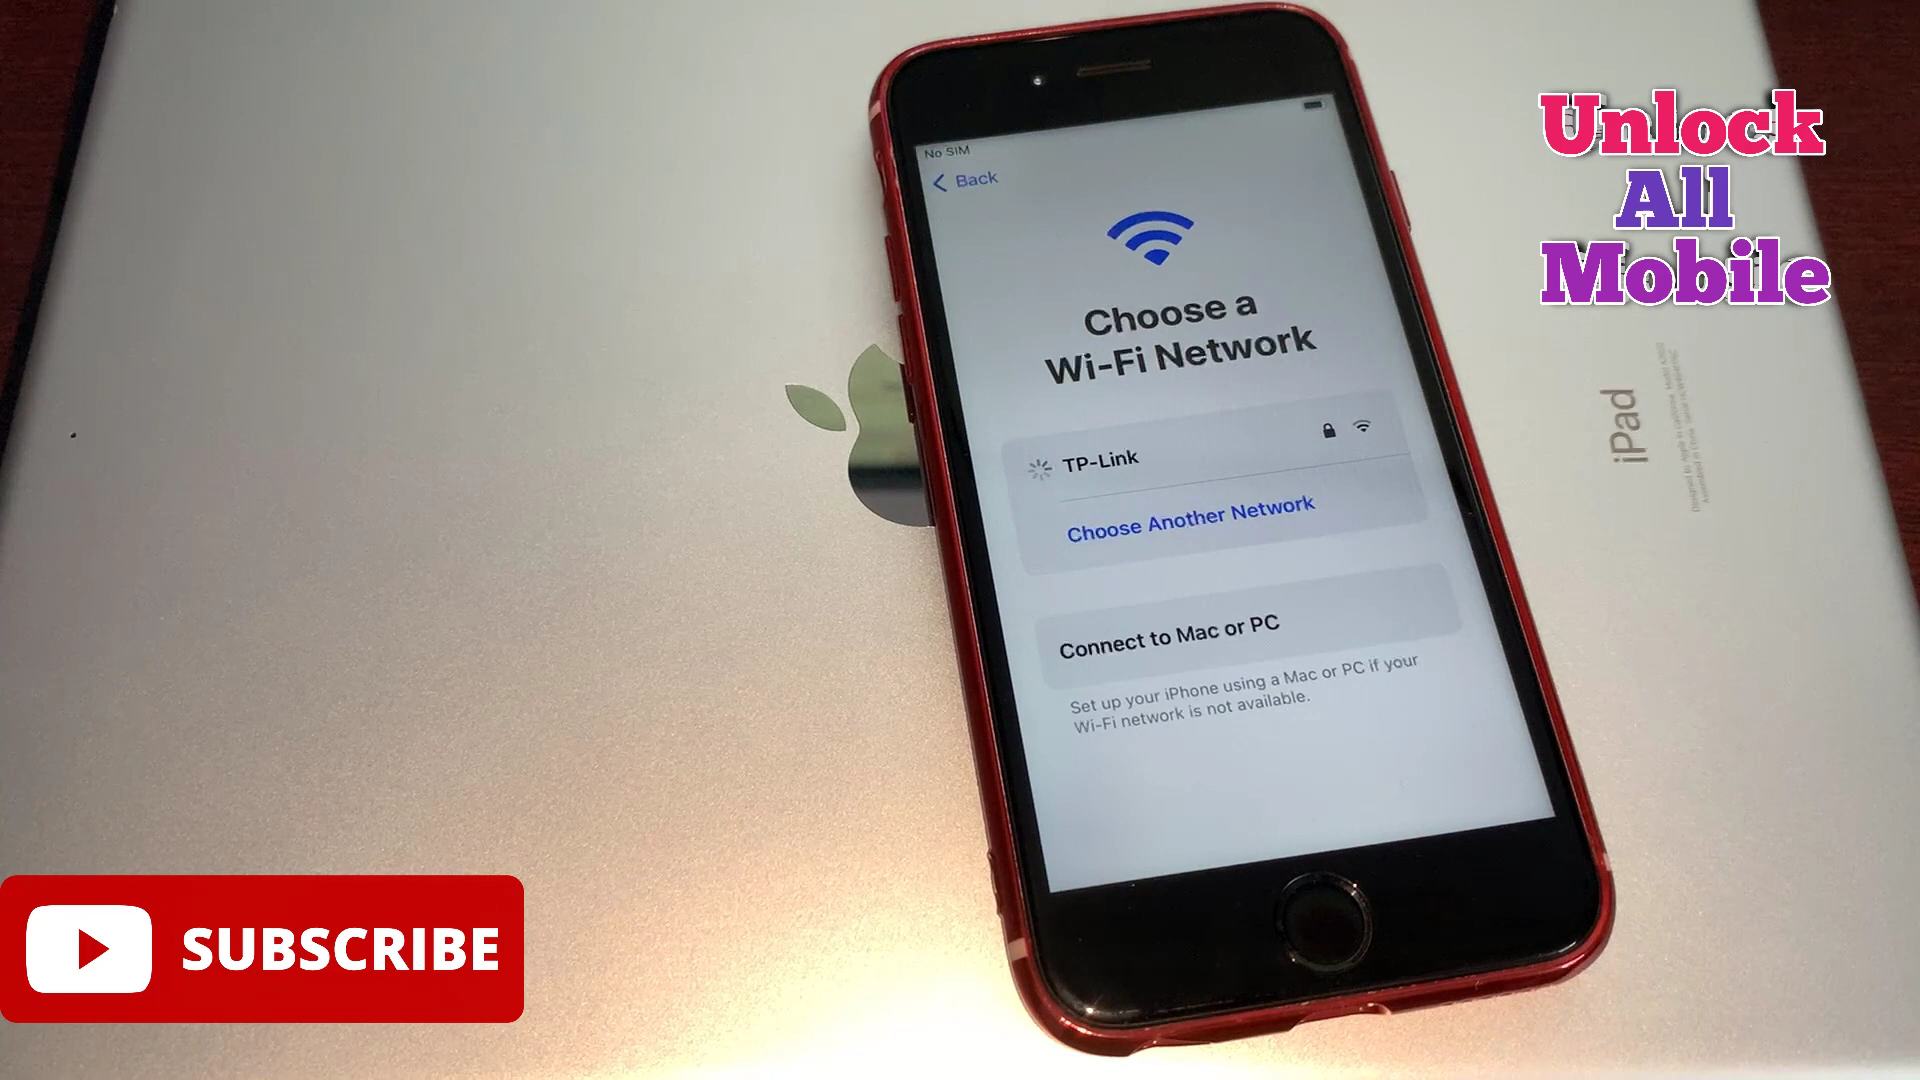 Unlock
All
Mobile
No SIM
Back
Choose a
Wi-Fi Network
TP-Link
Choose Another Network
Connect to Mac or PC
Set up your iPhone using a Mac or PC if your
Wi-Fi network is not available.
iPad
SUBSCRIBE